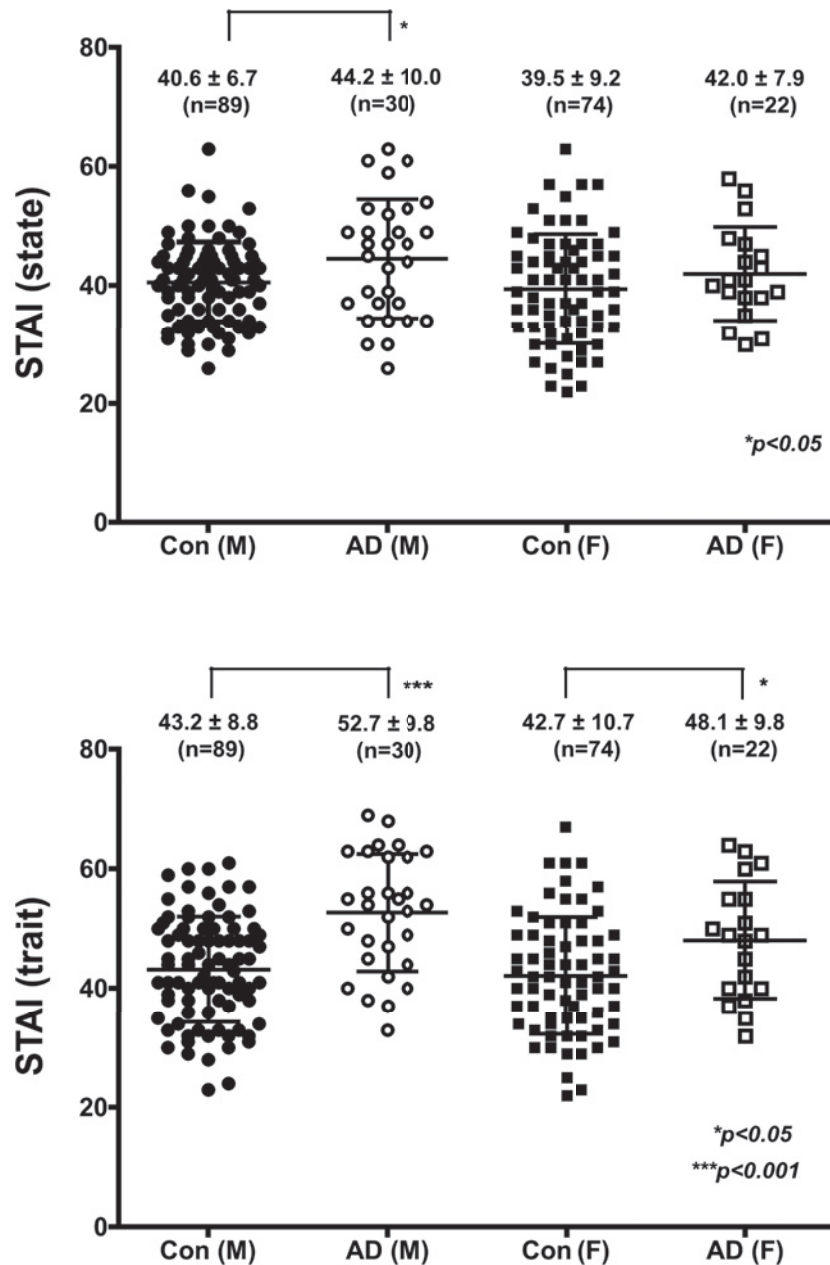 *
80
40.6 ± 6.7 44.2 ± 10.0 39.5 ± 9.2 42.0 ± 7.9
(n=89) (n=30) (n=74) (n=22)
60
STAI (state)
40
20
*p<0.05
0
Con (M) AD (M) Con (F) AD (F)
*** *
43.2 ± 8.8 52.7 ± 9.8 42.7 ± 10.7 48.1 ± 9.8
80
(n=89) (n=30) (n=74) (n=22)
60
STAI (trait)
40
20
*p<0.05
***p<0.001
0
Con (M) AD (M) Con (F) AD (F)